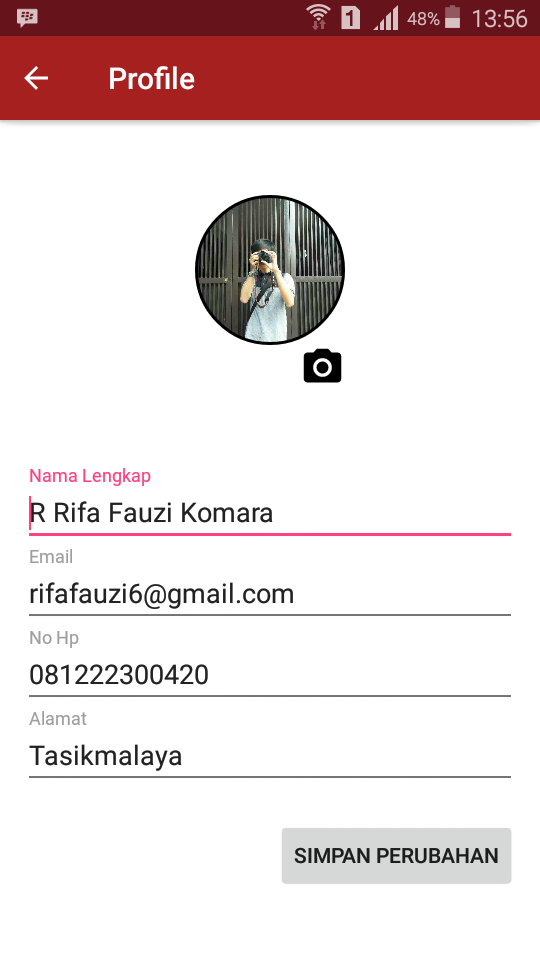 1 48% 13:56
Profile
Nama Lengkap
R Rifa Fauzi Komara
Email
rifafauzi6@gmail.com
No Hp
081222300420
Alamat
Tasikmalaya
SIMPAN PERUBAHAN